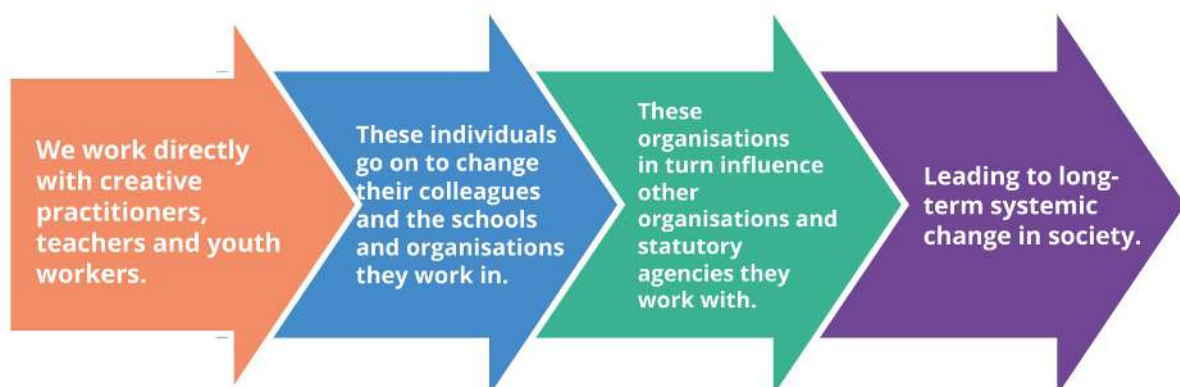 We work directly
with creative
practitioners,
teachers and youth
workers.
These individuals
go on to change
their colleagues
and the schools
and organisations
they work in.
These
organisations
in turn influence
other
organisations and
statutory
agencies they
work with.
Leading to long-
term systemic
change in society.